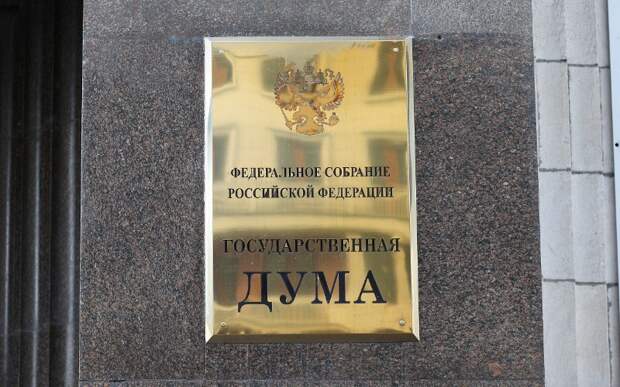 ФЕДЕРАЛЬНОЕ СОБРАНИЕ
РОССИЙСКОЙ ФЕДЕРАЦИИ
ГОСУДАРСТВЕННАЯ
ДУМА